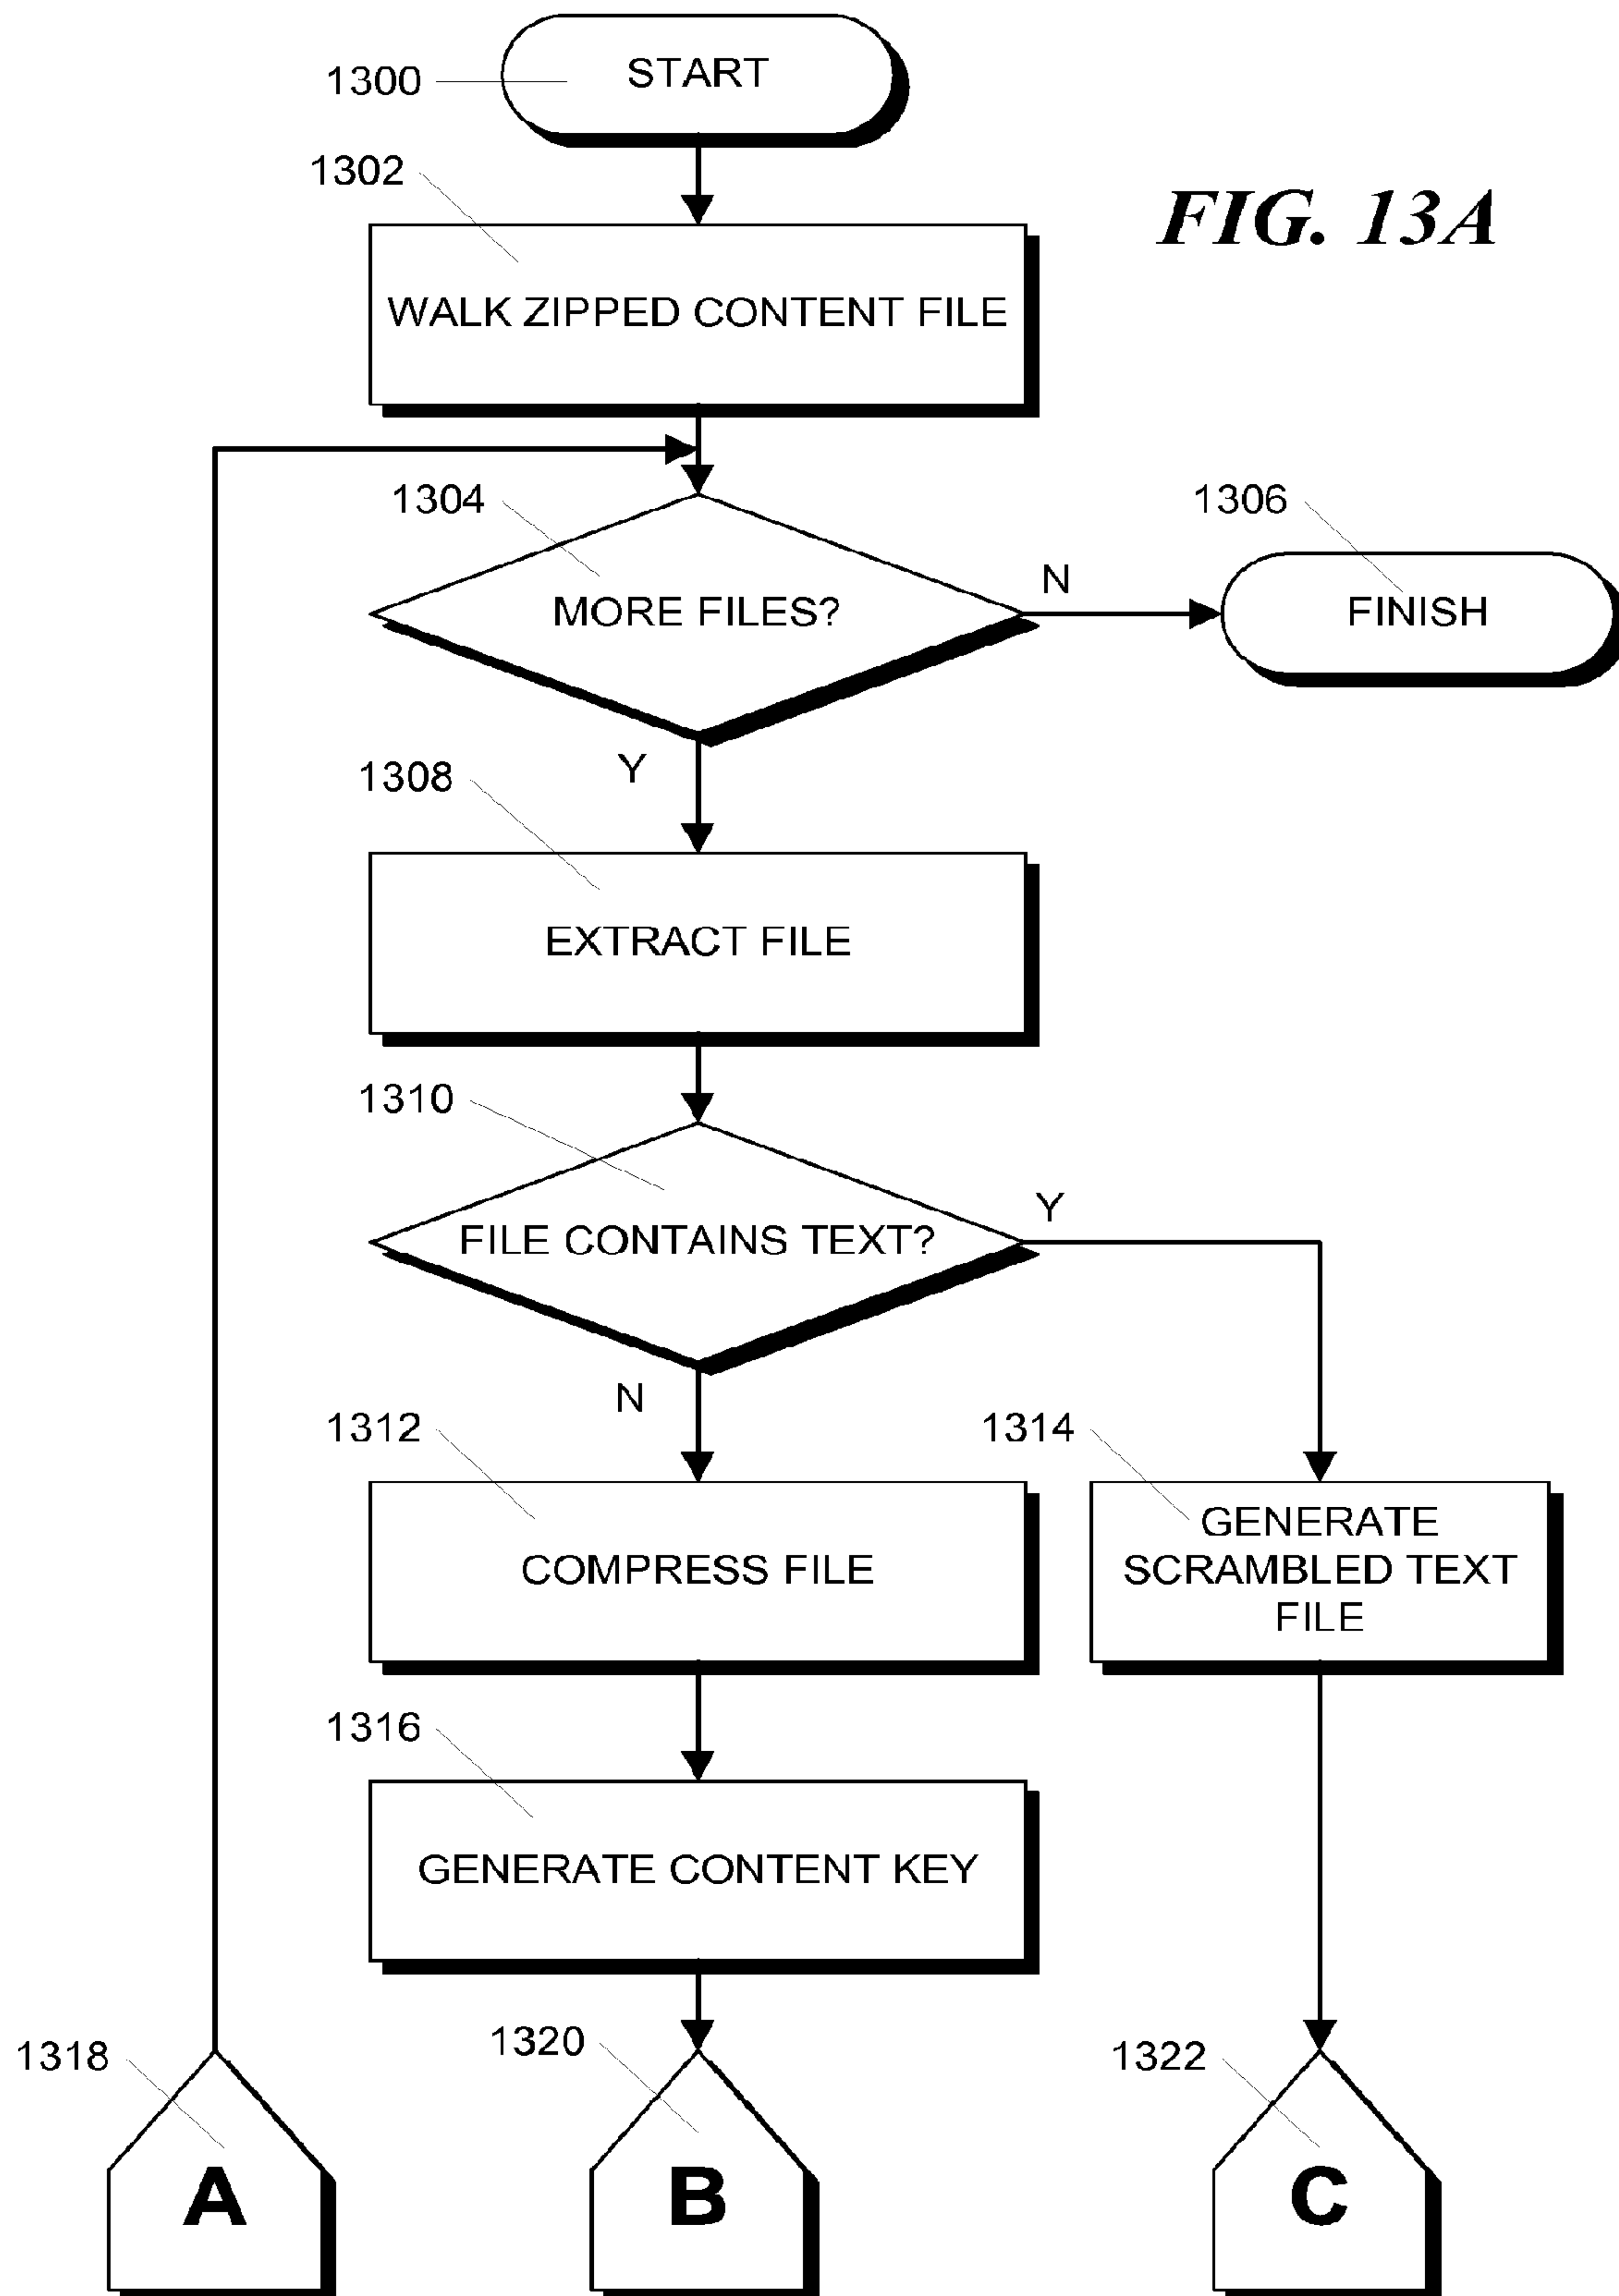 START
1300
1302
FIG. 13A
WALK ZIPPED CONTENT FILE
1304
1306
N
MORE FILES?
FINISH
Y
1308
EXTRACT FILE
1310
Y
FILE CONTAINS TEXT?
N
1312
1314
GENERATE
SCRAMBLED TEXT
FILE
COMPRESS FILE
1316
GENERATE CONTENT KEY
1318
1320
1322
A
B
C